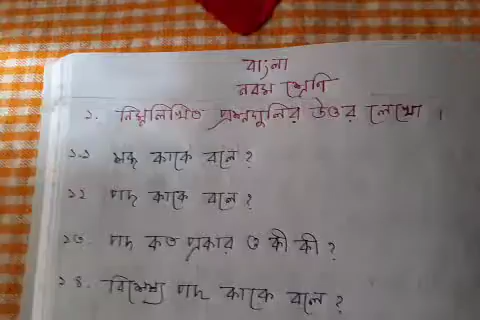 বাংলা
নবম শ্রেণি
১. নিম্নলিখিত প্রশ্নগুলির উত্তর লেখো ।
১.১ শব্দ কাকে বলে ?
১.২ পদ কাকে বলে ?
১.৩. পদ কত প্রকার ও কী কী ?
১.৪. বিশেষ্য পদ কাকে বলে ?